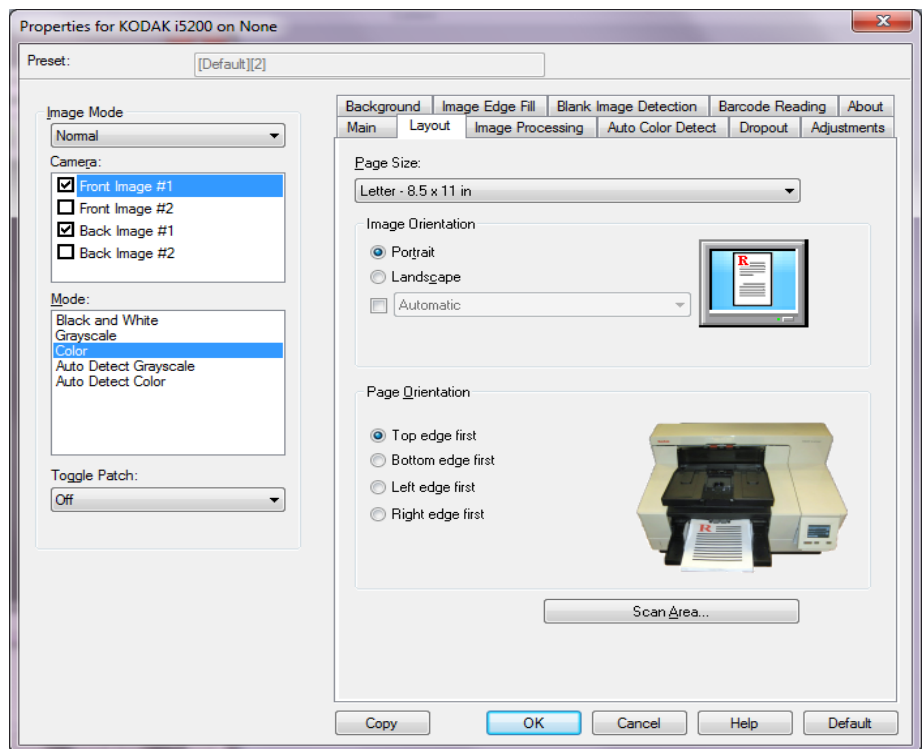 Properties for KODAK i5200 on None
Preset:
[Default][2]
Image Mode
Normal
Camera:
Front Image #1
Front Image #2
Back Image #1
Back Image #2
Mode:
Black and White
Grayscale
Color
Auto Detect Grayscale
Auto Detect Color
Toggle Patch:
Off
Background Image Edge Fill Blank Image Detection Barcode Reading About
Main Layout Image Processing Auto Color Detect Dropout Adjustments
Page Size:
Letter - 8.5 x 11 in
Image Orientation
Portrait
Landscape
Automatic
R
Page Orientation
Top edge first
Bottom edge first
Left edge first
Right edge first
R
Scan Area...
Copy OK Cancel Help Default